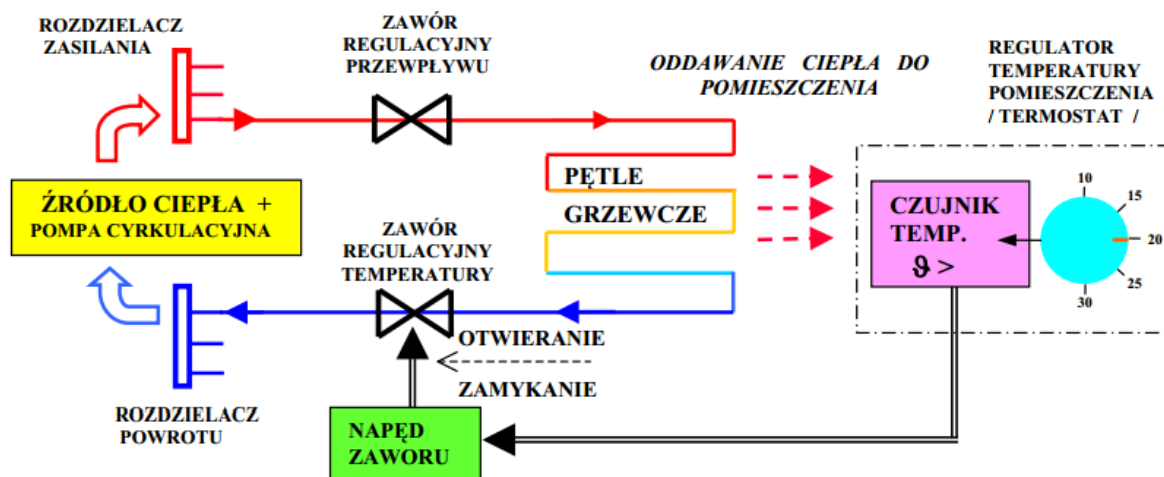 ROZDZIELACZ
ZASILANIA
ZAWÓR
REGULACYJNY
PRZEWPŁYWU
ODDAWANIE CIEPŁA DO
POMIESZCZENIA
REGULATOR
TEMPERATURY
POMIESZCZENIA
/ TERMOSTAT /
ŹRÓDŁO CIEPŁA +
POMPA CYRKULACYJNA
PĘTLE
GRZEWCZE
CZUJNIK
TEMP.
ϑ >
10
15
20
25
30
ZAWÓR
REGULACYJNY
TEMPERATURY
OTWIERANIE
ZAMYKANIE
ROZDZIELACZ
POWROTU
NAPĘD
ZAWORU